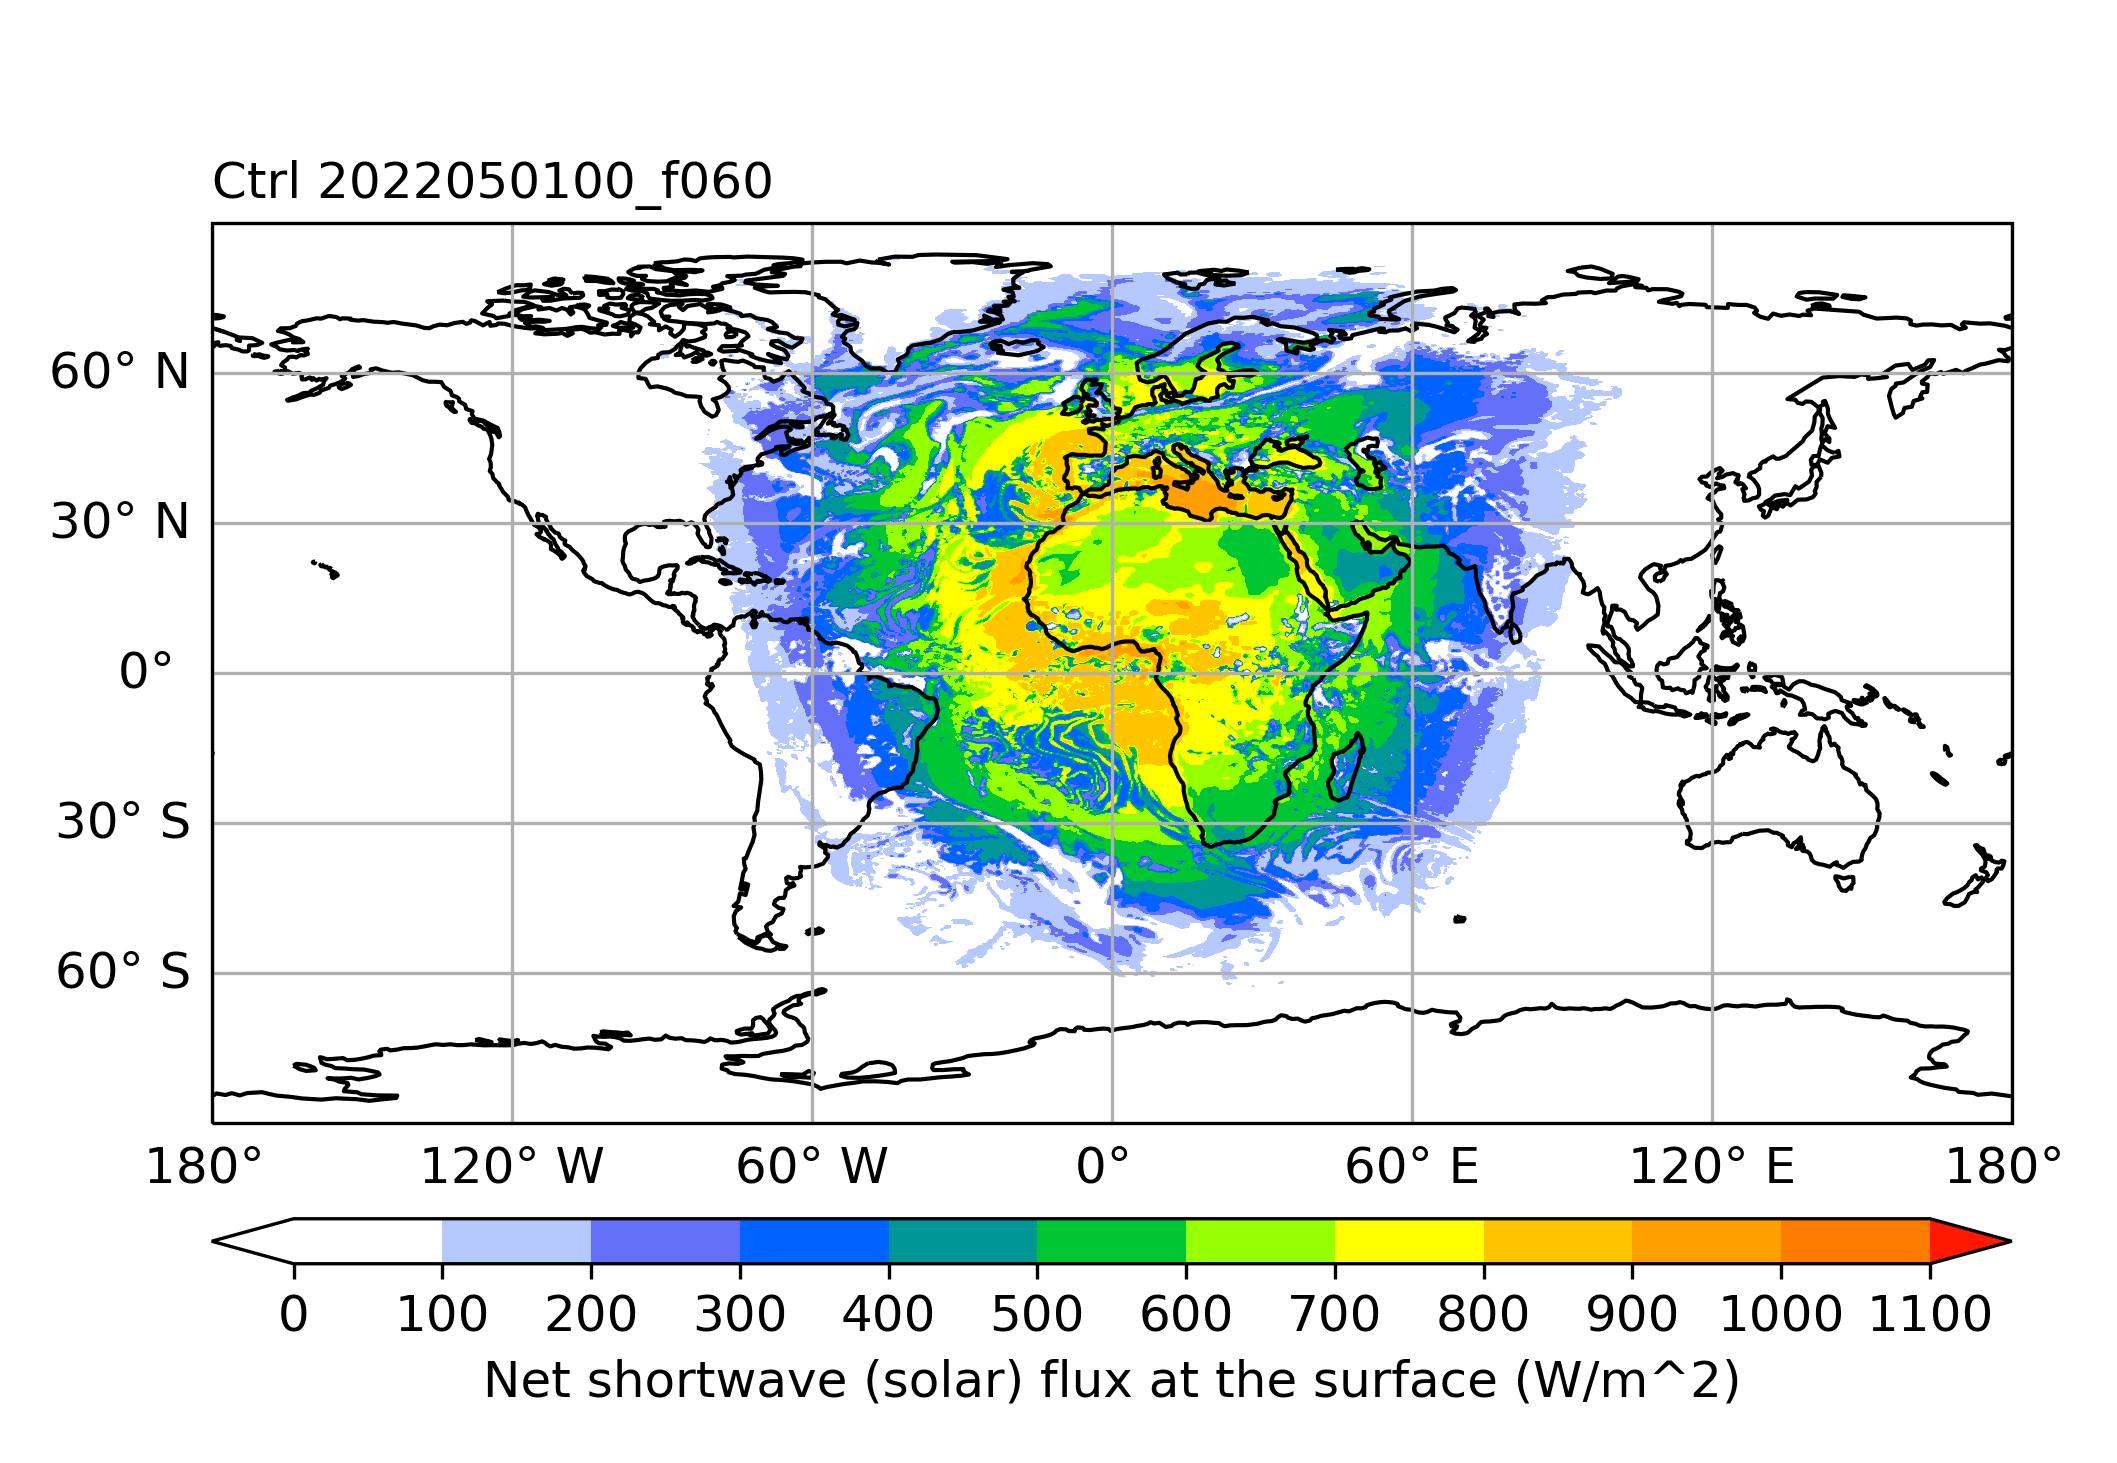 Ctrl 2022050100_f060
60° N
30° N
0°
30° S
60° S
180° 120° W 60° W 0° 60° E 120° E 180°
0 100 200 300 400 500 600 700 800 900 1000 1100
Net shortwave (solar) flux at the surface (W/m^2)